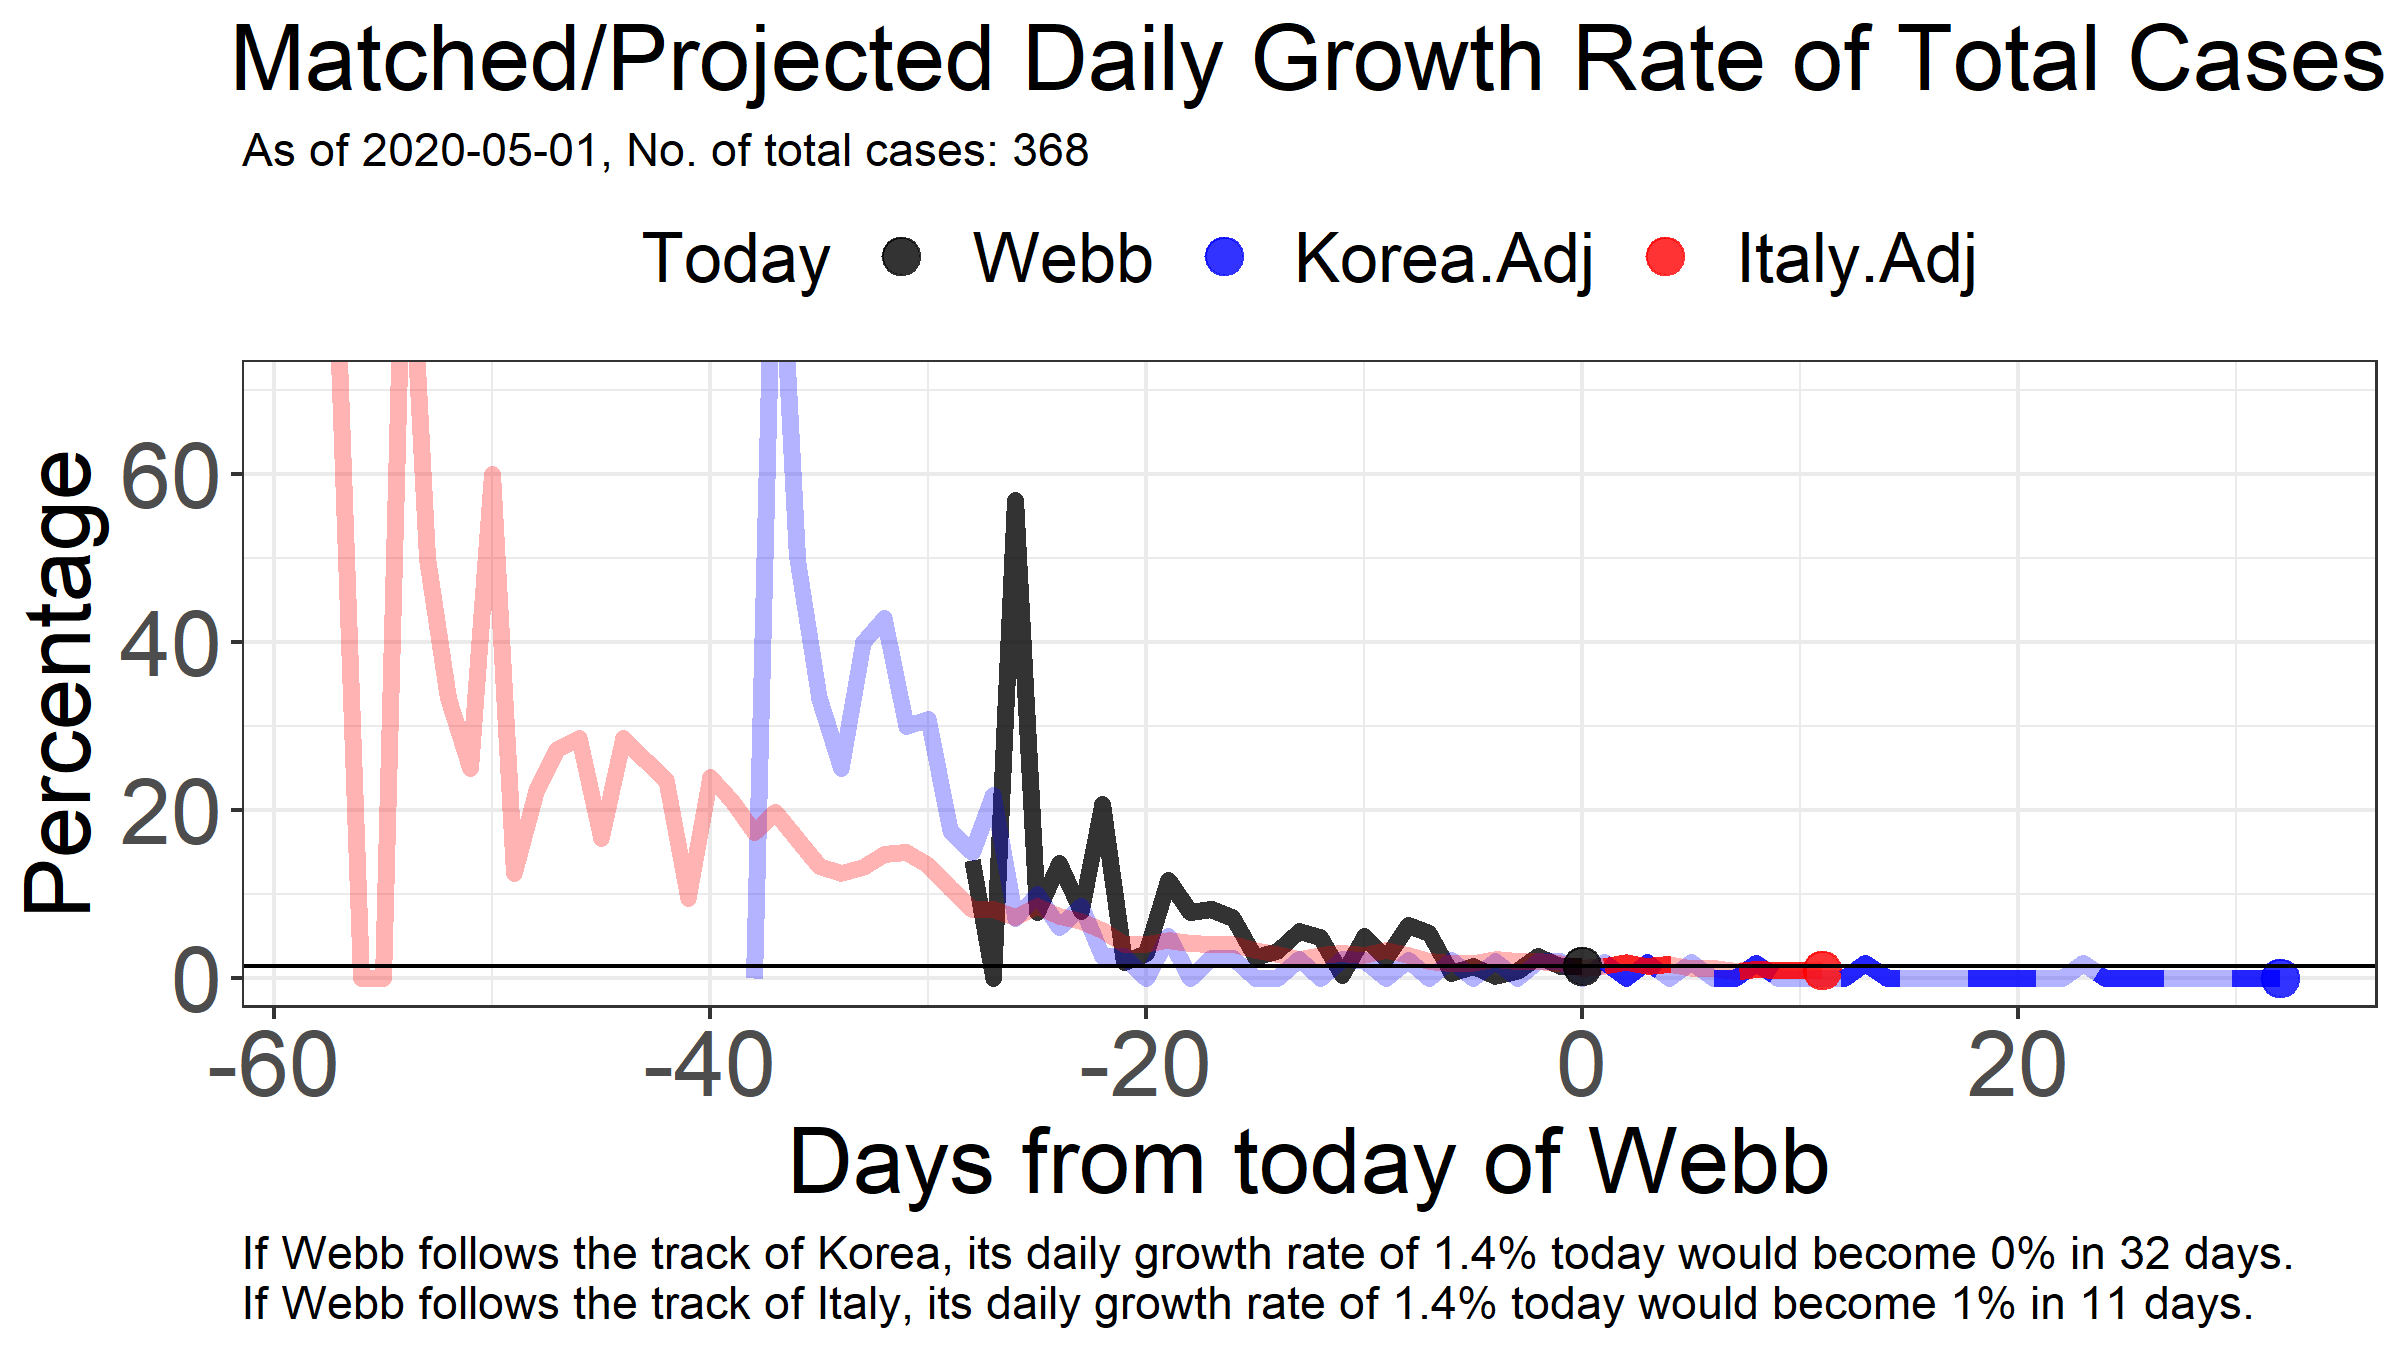 Matched/Projected Daily Growth Rate of Total Cases
As of 2020-05-01, No. of total cases: 368
Today Webb Korea.Adj Italy.Adj
Percentage
60
40
20
0
-60 -40 -20 0 20
Days from today of Webb
If Webb follows the track of Korea, its daily growth rate of 1.4% today would become 0% in 32 days.
If Webb follows the track of Italy, its daily growth rate of 1.4% today would become 1% in 11 days.